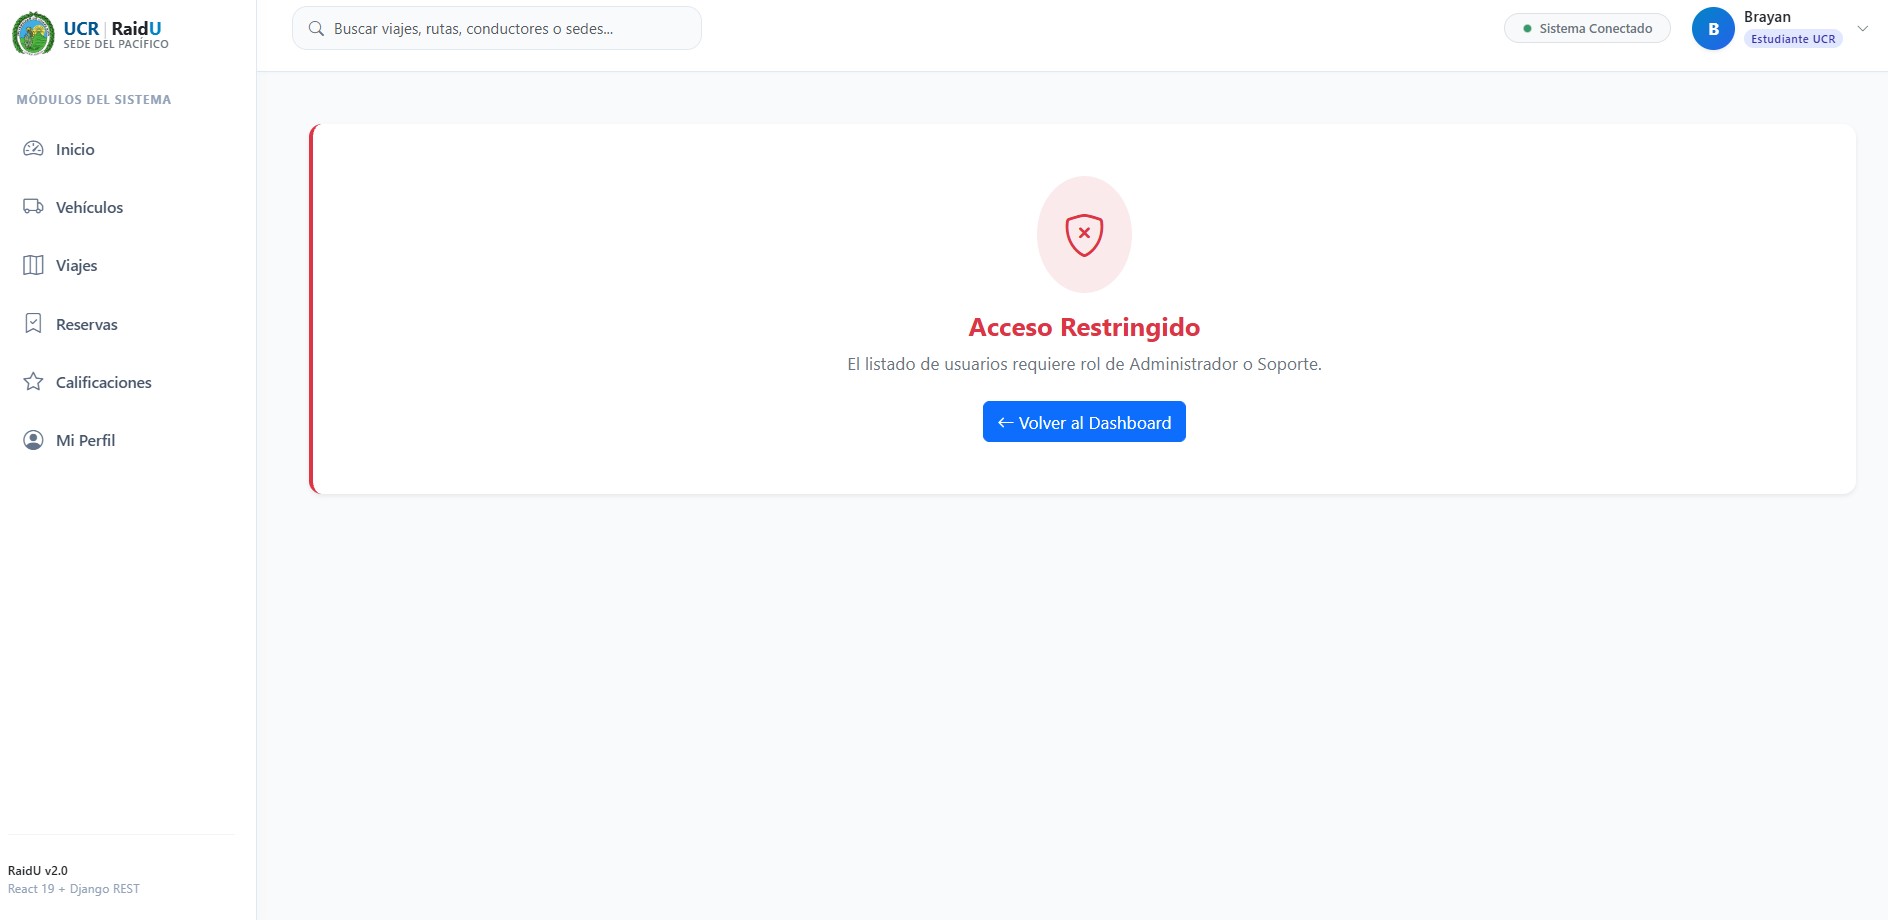 UCR | RaidU
SEDE DEL PACÍFICO
Buscar viajes, rutas, conductores o sedes...
Sistema Conectado
B
Brayan
Estudiante UCR
MÓDULOS DEL SISTEMA
Inicio
Vehículos
Viajes
Reservas
Calificaciones
Mi Perfil
Acceso Restringido
El listado de usuarios requiere rol de Administrador o Soporte.
← Volver al Dashboard
RaidU v2.0
React 19 + Django REST